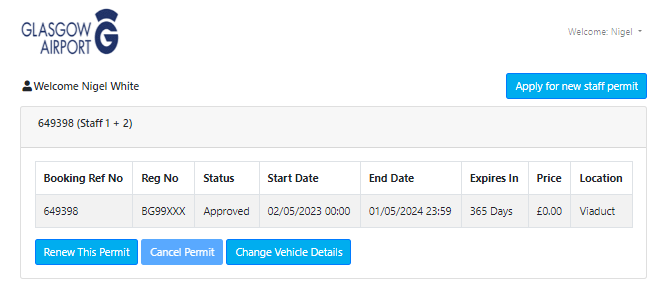 GLASGOW
AIRPORT
Welcome: Nigel
Welcome Nigel White
Apply for new staff permit
649398 (Staff 1 + 2)
Booking Ref No Reg No Status Start Date End Date Expires In Price Location
649398 BG99XXX Approved 02/05/2023 00:00 01/05/2024 23:59 365 Days £0.00 Viaduct
Renew This Permit Cancel Permit Change Vehicle Details